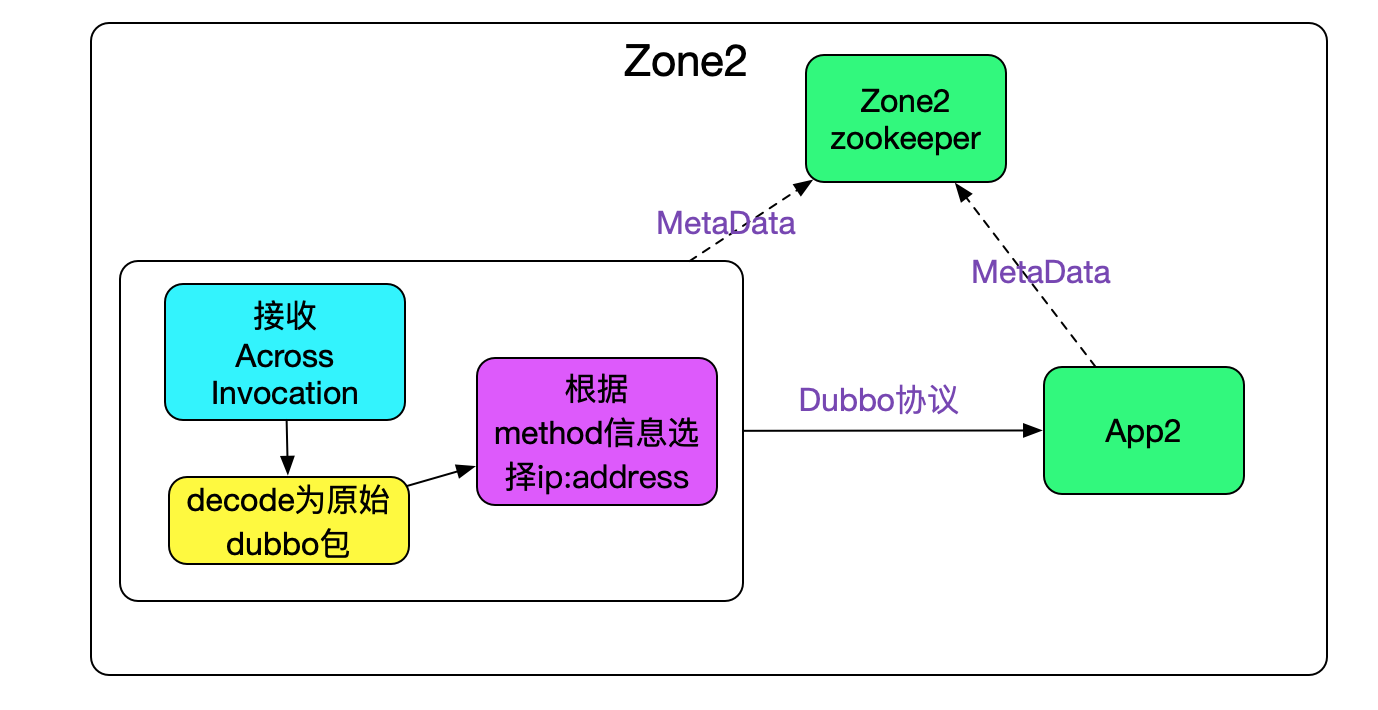 Zone2
Zone2
zookeeper
MetaData
MetaData
接收
Across
Invocation
根据
method信息选
择ip:address
Dubbo协议
App2
decode为原始
dubbo包